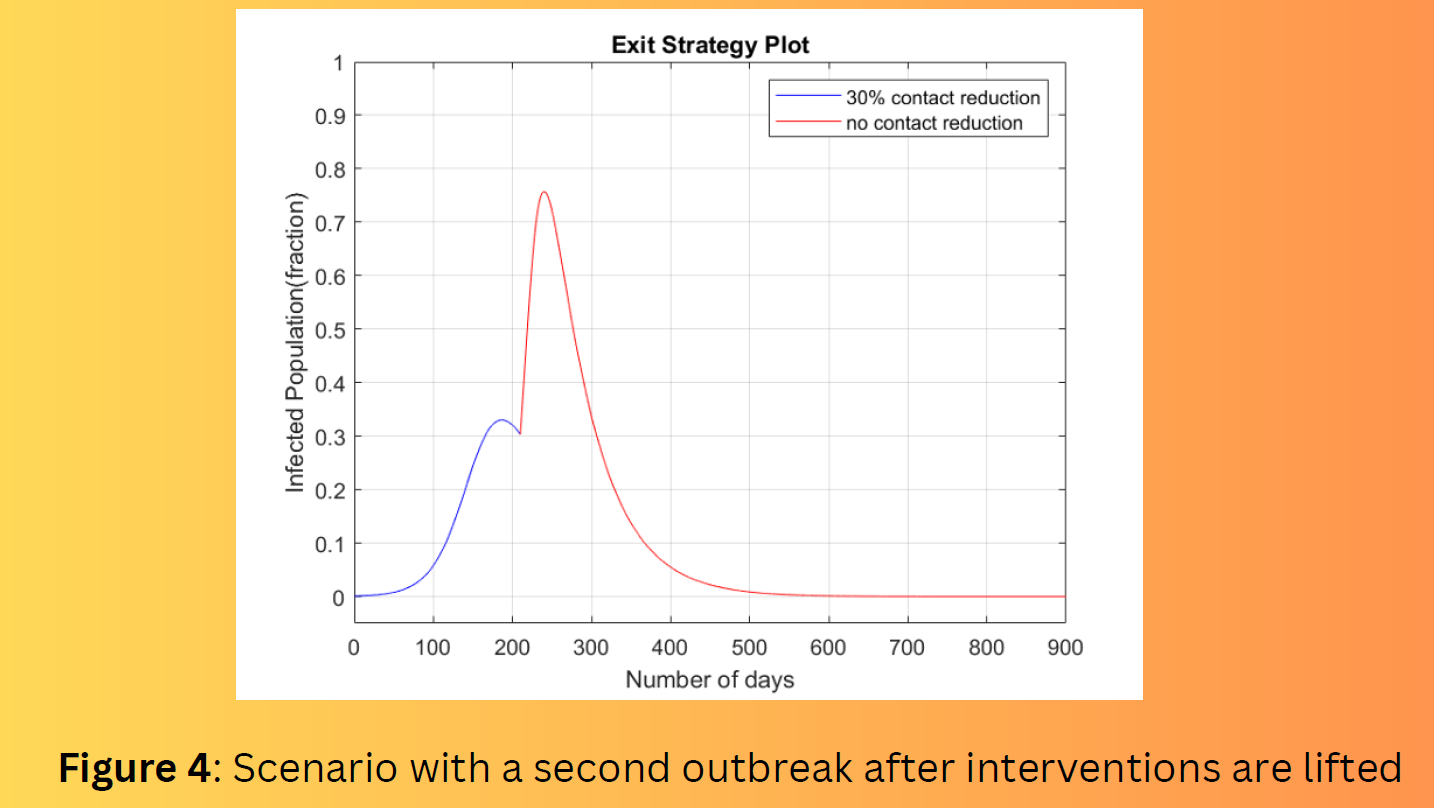 Exit Strategy Plot
30% contact reduction
no contact reduction
Infected Population(fraction)
1
0.9
0.8
0.7
0.6
0.5
0.4
0.3
0.2
0.1
0
0 100 200 300 400 500 600 700 800 900
Number of days
Figure 4: Scenario with a second outbreak after interventions are lifted